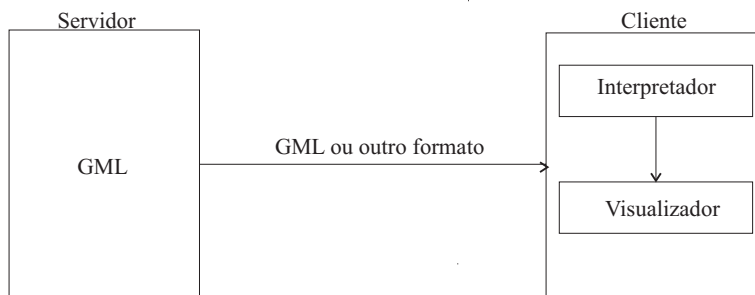 Servidor
Cliente
Interpretador
GML ou outro formato
GML
Visualizador